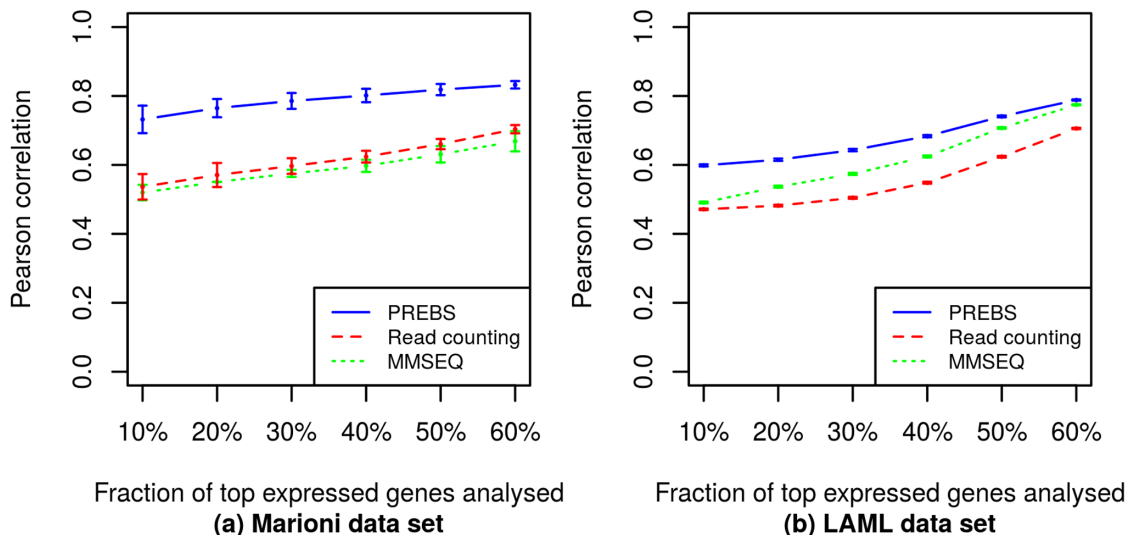 Pearson correlation
1.0
0.8
0.6
0.4
0.2
0.0
PREBS
Read counting
MMSEQ
10% 20% 30% 40% 50% 60%
Fraction of top expressed genes analysed
(a) Marioni data set
Pearson correlation
1.0
0.8
0.6
0.4
0.2
0.0
PREBS
Read counting
MMSEQ
10% 20% 30% 40% 50% 60%
Fraction of top expressed genes analysed
(b) LAML data set